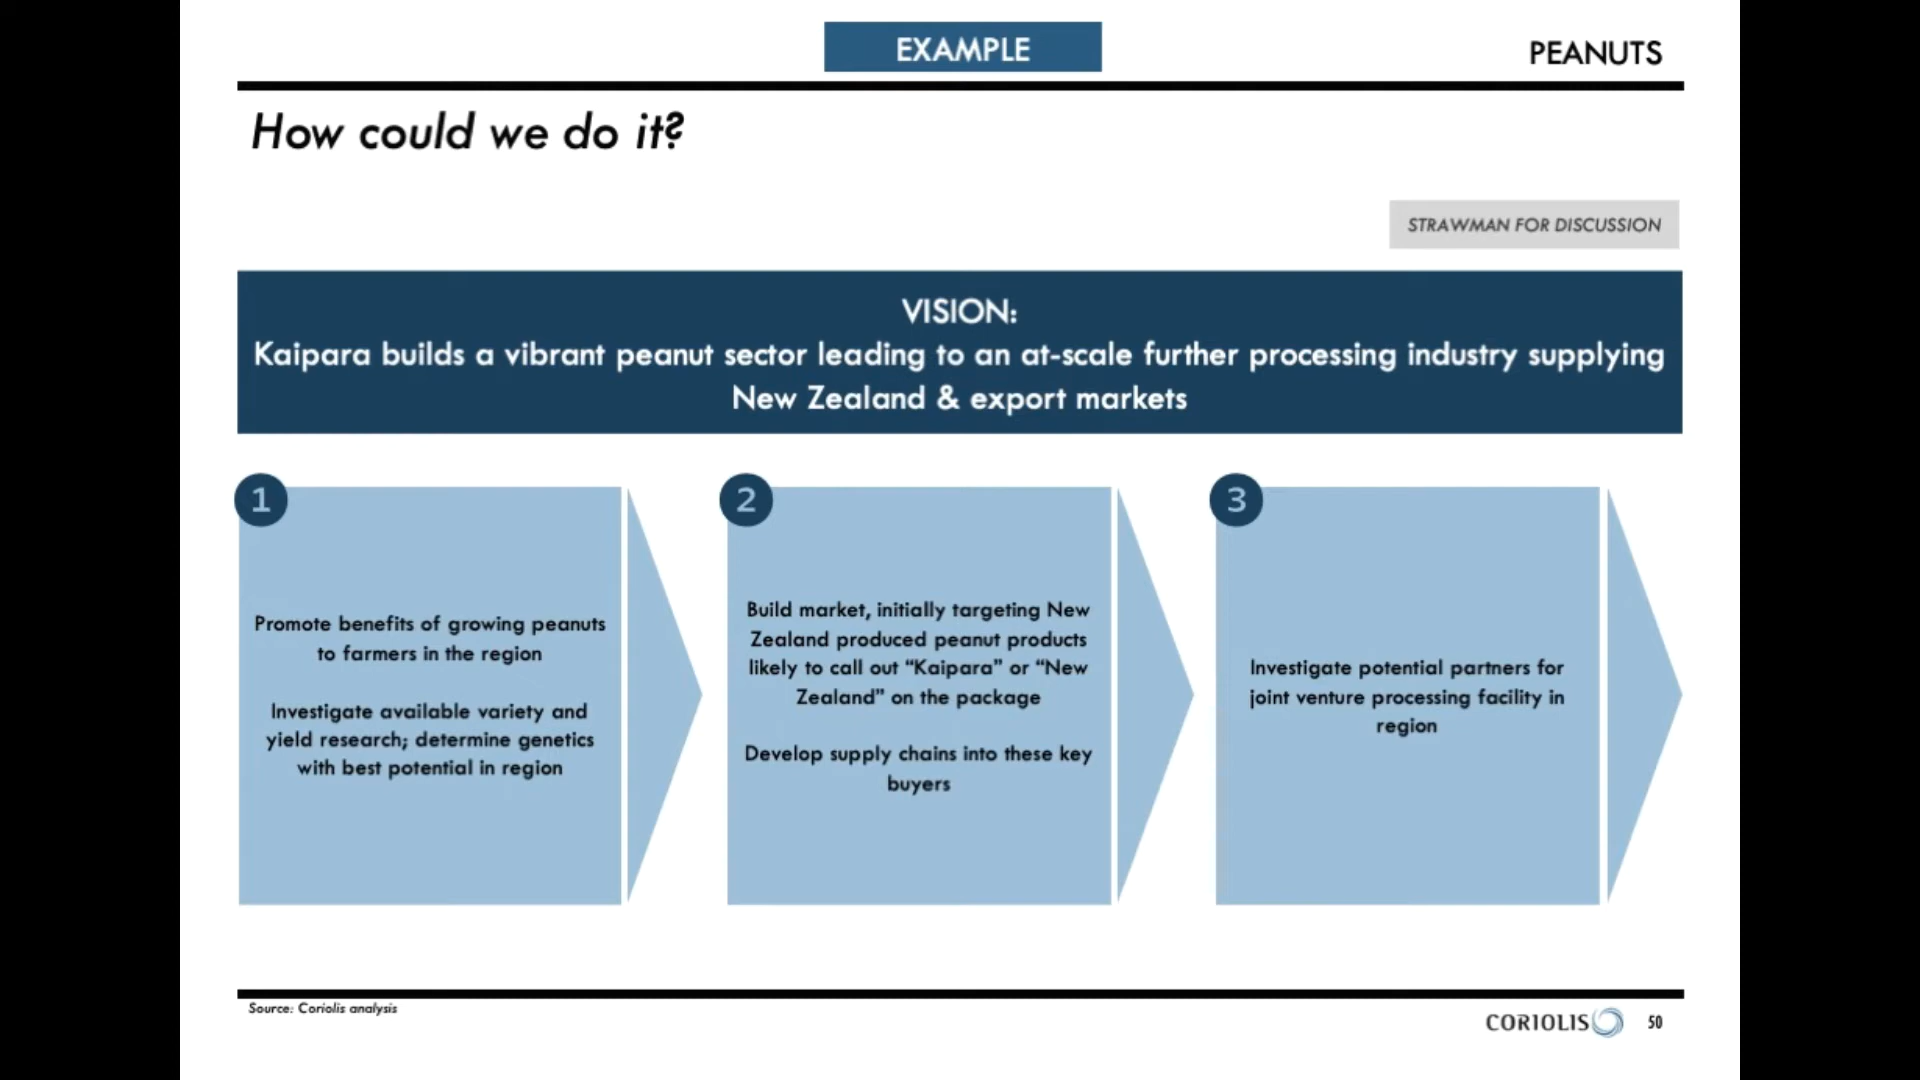 EXAMPLE
PEANUTS
How could we do it?
STRAWMAN FOR DISCUSSION
VISION:
Kaipara builds a vibrant peanut sector leading to an at-scale further processing industry supplying
New Zealand & export markets
1
Promote benefits of growing peanuts
to farmers in the region
Investigate available variety and
yield research; determine genetics
with best potential in region
2
Build market, initially targeting New
Zealand produced peanut products
likely to call out “Kaipara” or “New
Zealand” on the package
Develop supply chains into these key
buyers
3
Investigate potential partners for
joint venture processing facility in
region
Source: Coriolis analysis
CORIOLIS
50